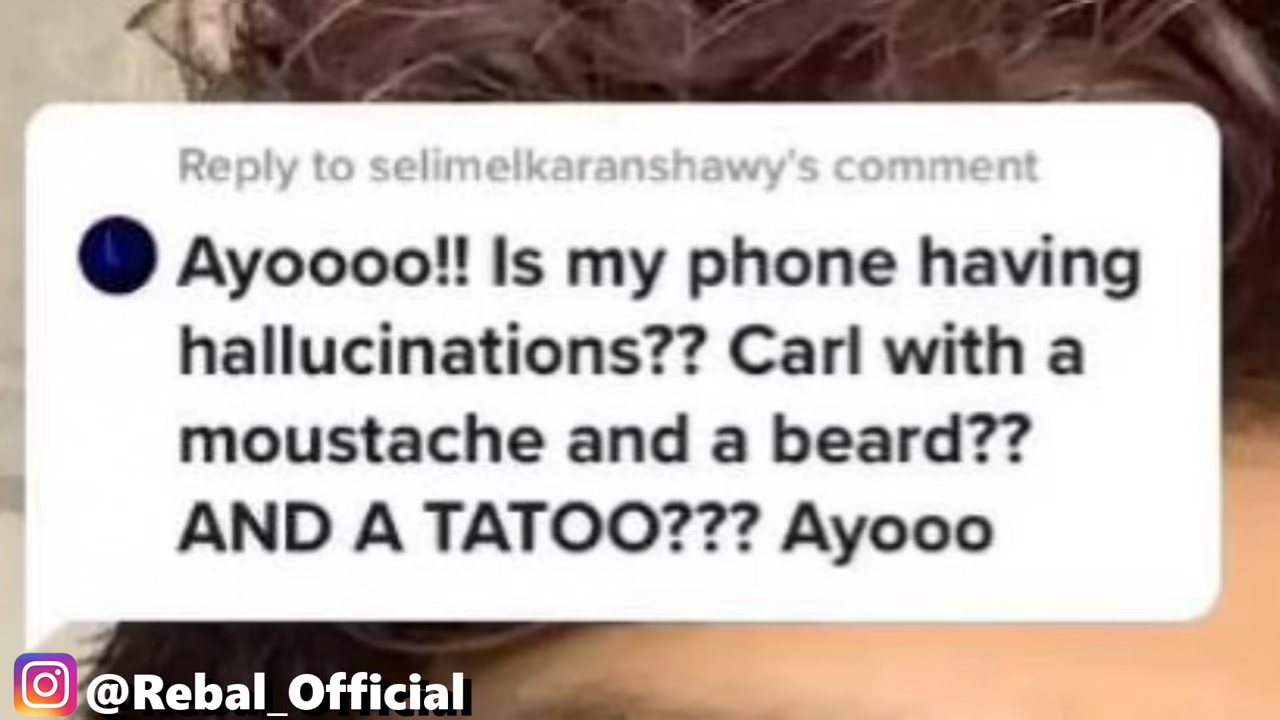 Reply to selimelkaranshawy's comment
Ayoooo!! Is my phone having
hallucinations?? Carl with a
moustache and a beard??
AND A TATOO??? Ayooo
@Rebal_Official